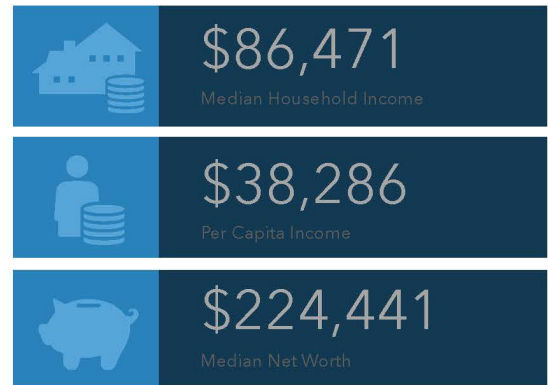 $86,471
Median Household Income
$38,286
Per Capita Income
$224,441
Median Net Worth